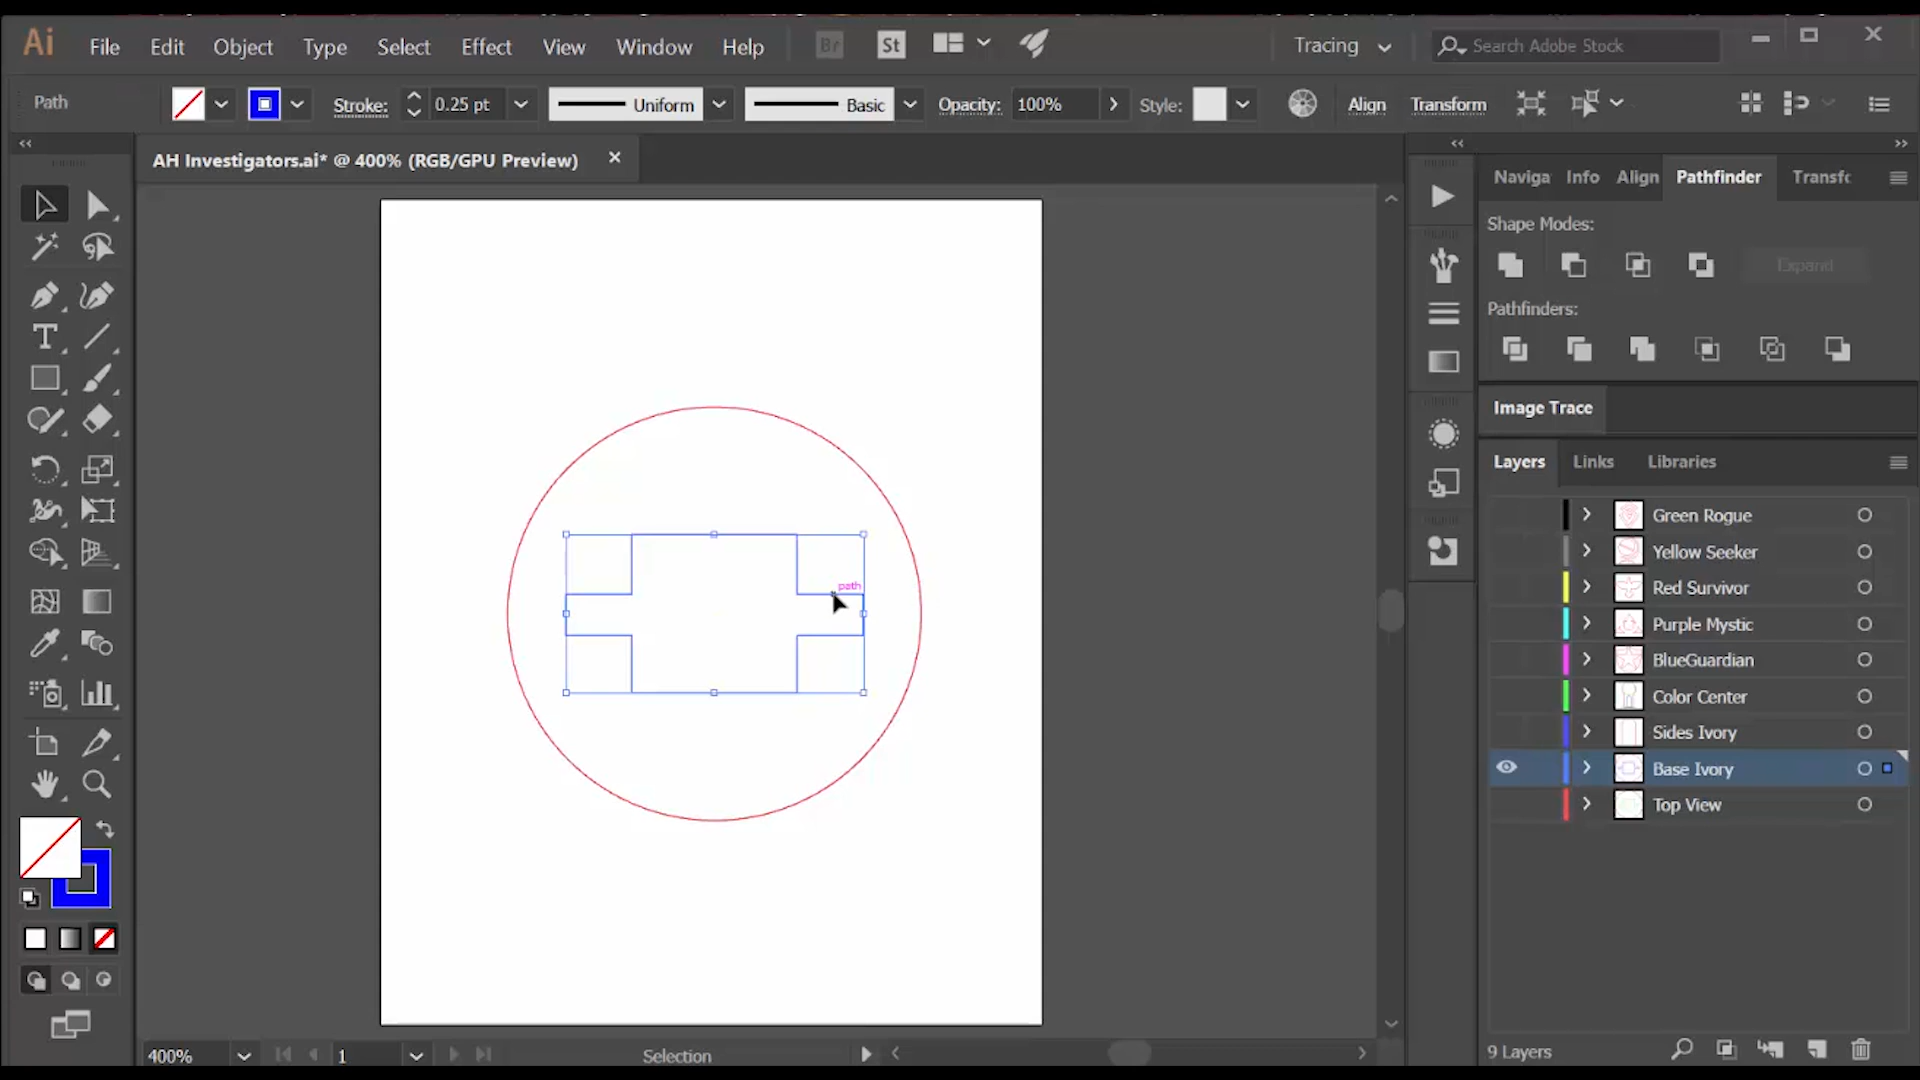 Ai File Edit Object Type Select Effect View Window Help Br St Tracing Search Adobe Stock
Path Stroke: 0.25 pt Uniform Basic Opacity: 100% Style: Align Transform
AH Investigators.ai* @ 400% (RGB/GPU Preview)
Naviga Info Align Pathfinder Transfc
Shape Modes:
Expand
Pathfinders:
Image Trace
Layers Links Libraries
Green Rogue
Yellow Seeker
path
Red Survivor
Purple Mystic
BlueGuardian
Color Center
Sides Ivory
Base Ivory
Top View
400% 1 Selection
9 Layers